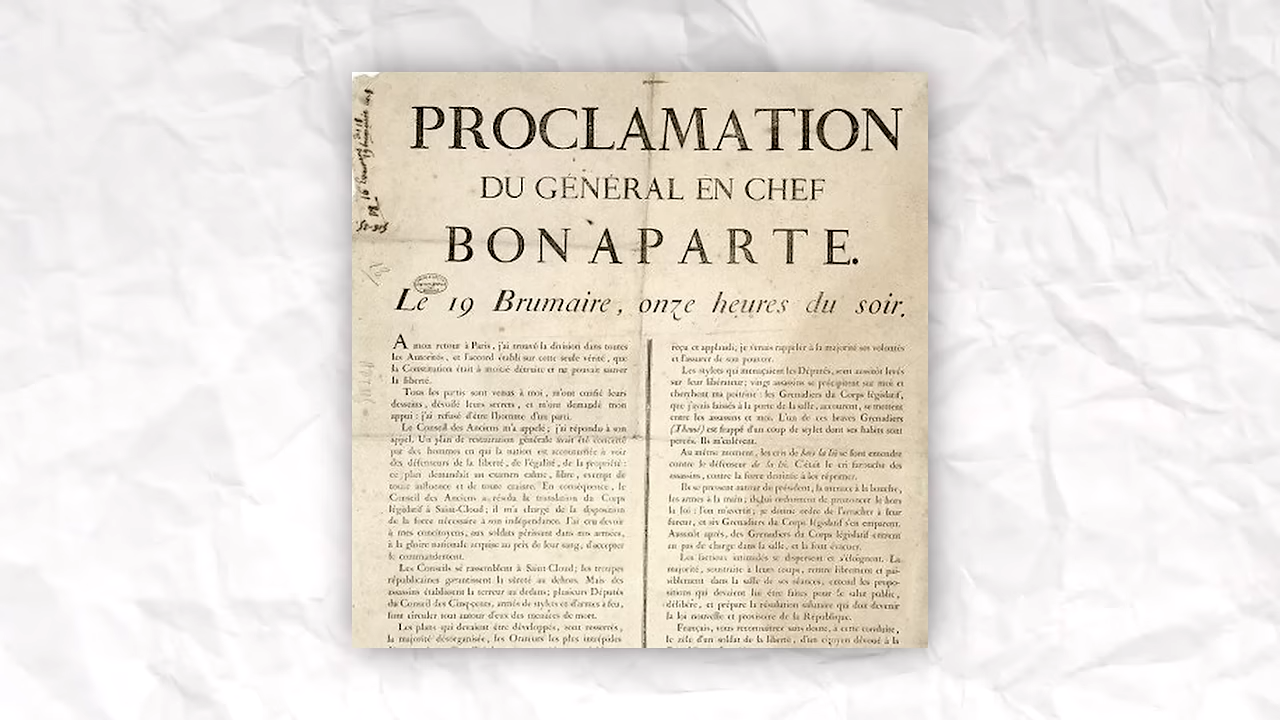 PROCLAMATION
DU GÉNÉRAL EN CHEF
BONAPARTE.
Le 19 Brumaire, onze heures du soir.
A mon retour à Paris, j'ai trouvé la division dans toutes
les Autorités, et l'accord établi sur cette seule vérité, que
la Constitution était à moitié détruite et ne pouvait sauver
la liberté.
Tous les partis sont venus à moi, m'ont confié leurs
desseins, dévoilé leurs secrets, et m'ont demandé mon
appui : j'ai refusé d'être l'homme d'un parti.
Le Conseil des Anciens m'a appelé; j'ai répondu à son
appel. Un plan de restauration générale avait été concerté
par des hommes en qui la nation est accoutumée à voir
des défenseurs de la liberté, de l'égalité, de la propriété :
ce plan demandait un examen calme, libre, exempt de
toute influence et de toute crainte. En conséquence, le
Conseil des Anciens a résolu la translation du Corps
législatif à Saint-Cloud; il m'a chargé de la disposition
de la force nécessaire à son indépendance. J'ai cru devoir
à mes concitoyens, aux soldats périssant dans nos armées,
à la gloire nationale acquise au prix de leur sang, d'accepter
le commandement.
Les Conseils se rassemblent à Saint-Cloud; les troupes
républicaines garantissent la sûreté au dehors. Mais des
assassins établissent la terreur au dedans; plusieurs Députés
du Conseil des Cinq-cents, armés de stylets et d'armes à feu,
font circuler tout autour d'eux des menaces de mort.
Les plans qui devaient être développés, sont resserrés,
la majorité désorganisée, les Orateurs les plus intrépides
reçu et applaudi; je venais rappeler à la majorité ses volontés
et l'assurer de son pouvoir.
Les stylets qui menaçaient les Députés, sont aussitôt levés
sur leur libérateur; vingt assassins se précipitent sur moi et
cherchent ma poitrine : les Grenadiers du Corps législatif,
que j'avais laissés à la porte de la salle, accourent, se mettent
entre les assassins et moi. L'un de ces braves Grenadiers
(Thomé) est frappé d'un coup de stylet dont ses habits sont
percés. Ils m'enlèvent.
Au même moment, les cris de hors la loi se font entendre
contre le défenseur de la loi. C'était le cri farouche des
assassins, contre la force destinée à les réprimer.
Ils se pressent autour du président, la menace à la bouche,
les armes à la main; ils lui ordonnent de prononcer le hors
la loi : l'on m'avertit; je donne ordre de l'arracher à leur
fureur, et six Grenadiers du Corps législatif s'en emparent.
Aussitôt après, des Grenadiers du Corps législatif entrent
au pas de charge dans la salle, et la font évacuer.
Les factieux intimidés se dispersent et s'éloignent. La
majorité, soustraite à leurs coups, rentre librement et pai-
siblement dans la salle de ses séances, entend les propo-
sitions qui devaient lui être faites pour le salut public,
délibère, et prépare la résolution salutaire qui doit devenir
la loi nouvelle et provisoire de la République.
Français, vous reconnaîtrez sans doute, à cette conduite,
le zèle d'un soldat de la liberté, d'un citoyen dévoué à la